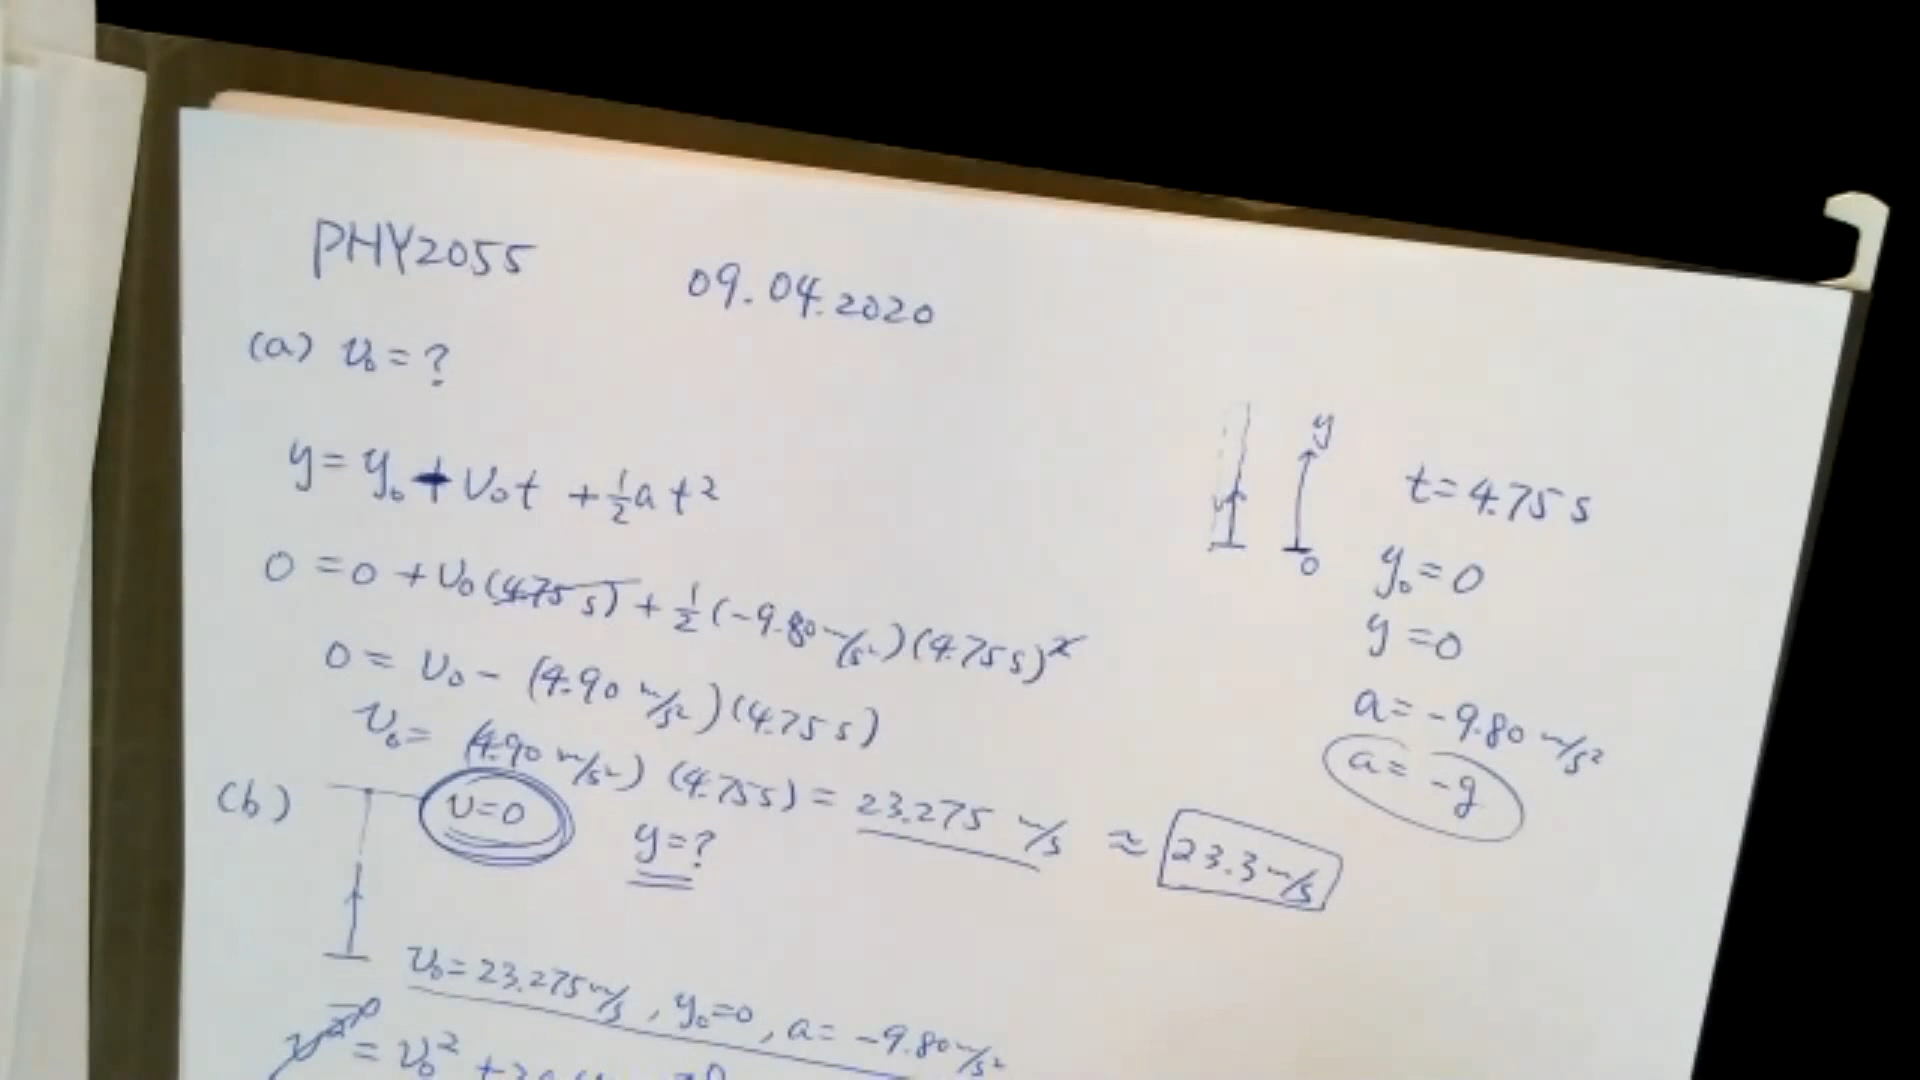 PHY2055 09.04.2020
(a) v₀ = ?
y = y₀ + v₀t + ½at²
0 = 0 + v₀(4.75 s) + ½(-9.80 m/s²)(4.75 s)²
0 = v₀ - (4.90 m/s²)(4.75 s)
v₀ = (4.90 m/s²)(4.75 s) = 23.275 m/s ≈ 23.3 m/s
y
0
t = 4.75 s
y₀ = 0
y = 0
a = -9.80 m/s²
a = -g
(b) v = 0 y = ?
v₀ = 23.275 m/s, y₀ = 0, a = -9.80 m/s²
v² = v₀² +